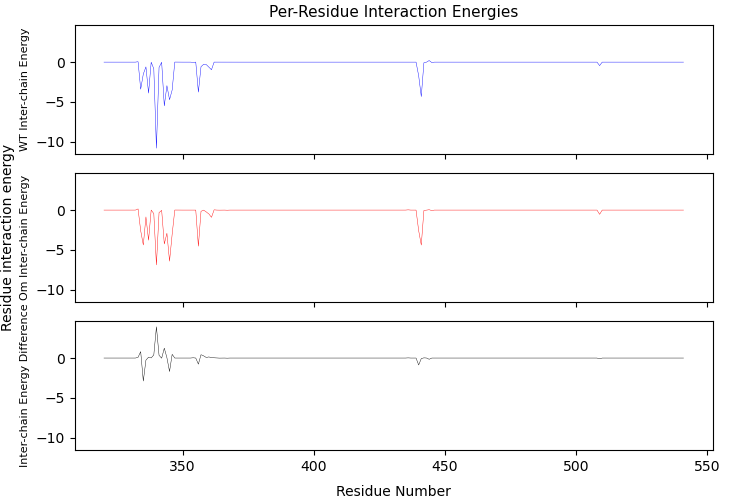 Per-Residue Interaction Energies
Residue interaction energy
WT Inter-chain Energy
0
−5
−10
Om Inter-chain Energy
0
−5
−10
Inter-chain Energy Difference
0
−5
−10
350
400
450
500
550
Residue Number